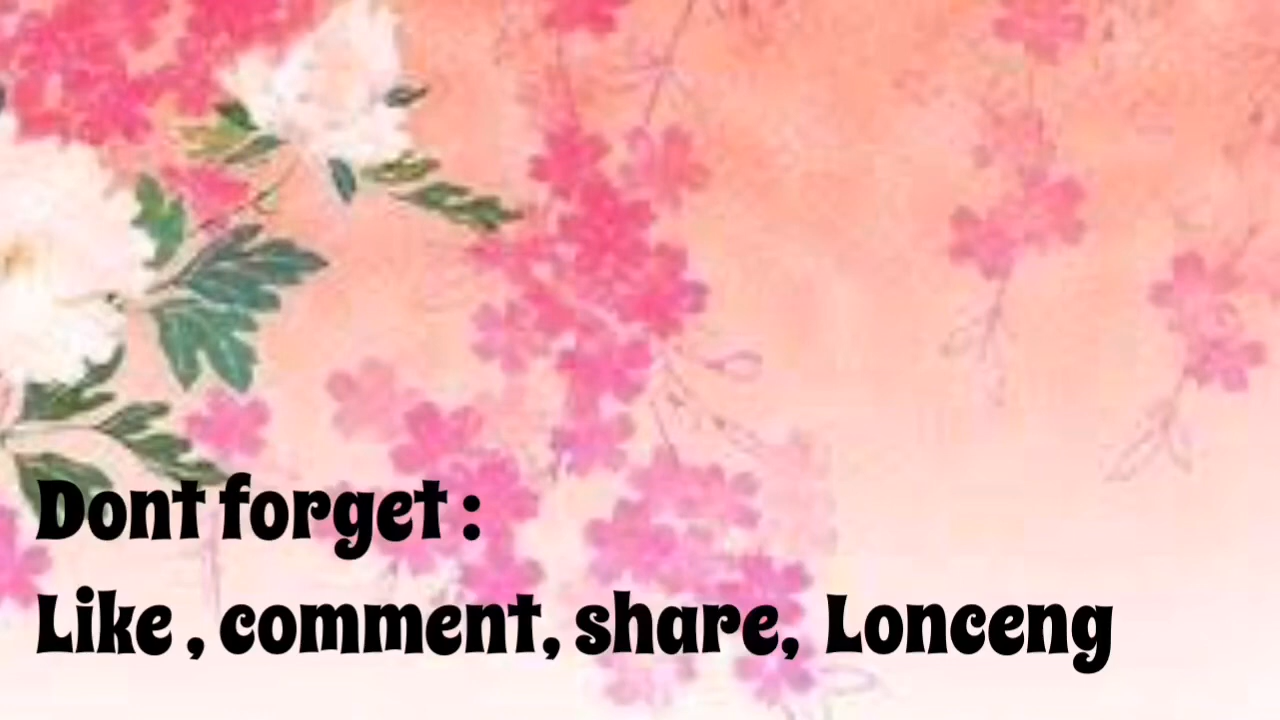 Dont forget :
Like , comment, share, Lonceng